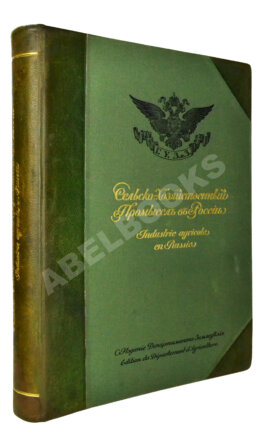 Сельско-Хозяйственный
Промыселъ въ Россіи
Industrie agricole
en Russie
Изданіе Департамента Земледѣлія
Edition du Département d'Agriculture
ABELBOOKS